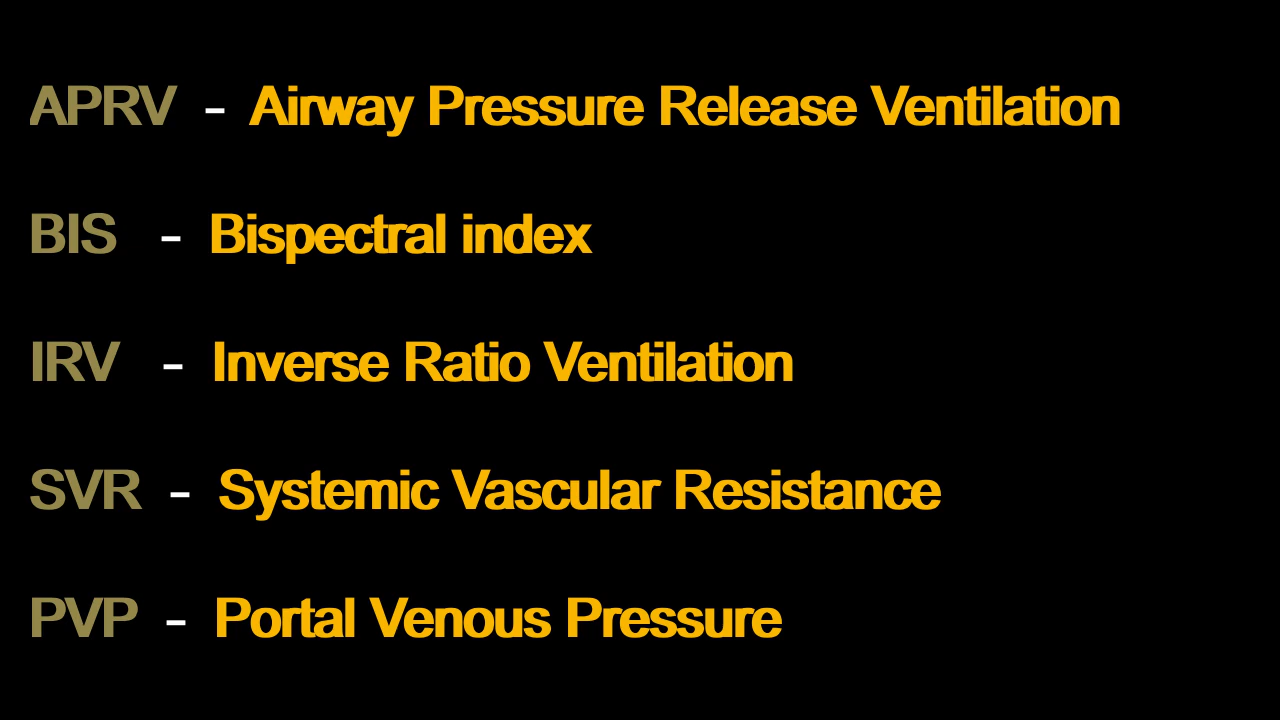 APRV - Airway Pressure Release Ventilation
BIS - Bispectral index
IRV - Inverse Ratio Ventilation
SVR - Systemic Vascular Resistance
PVP - Portal Venous Pressure